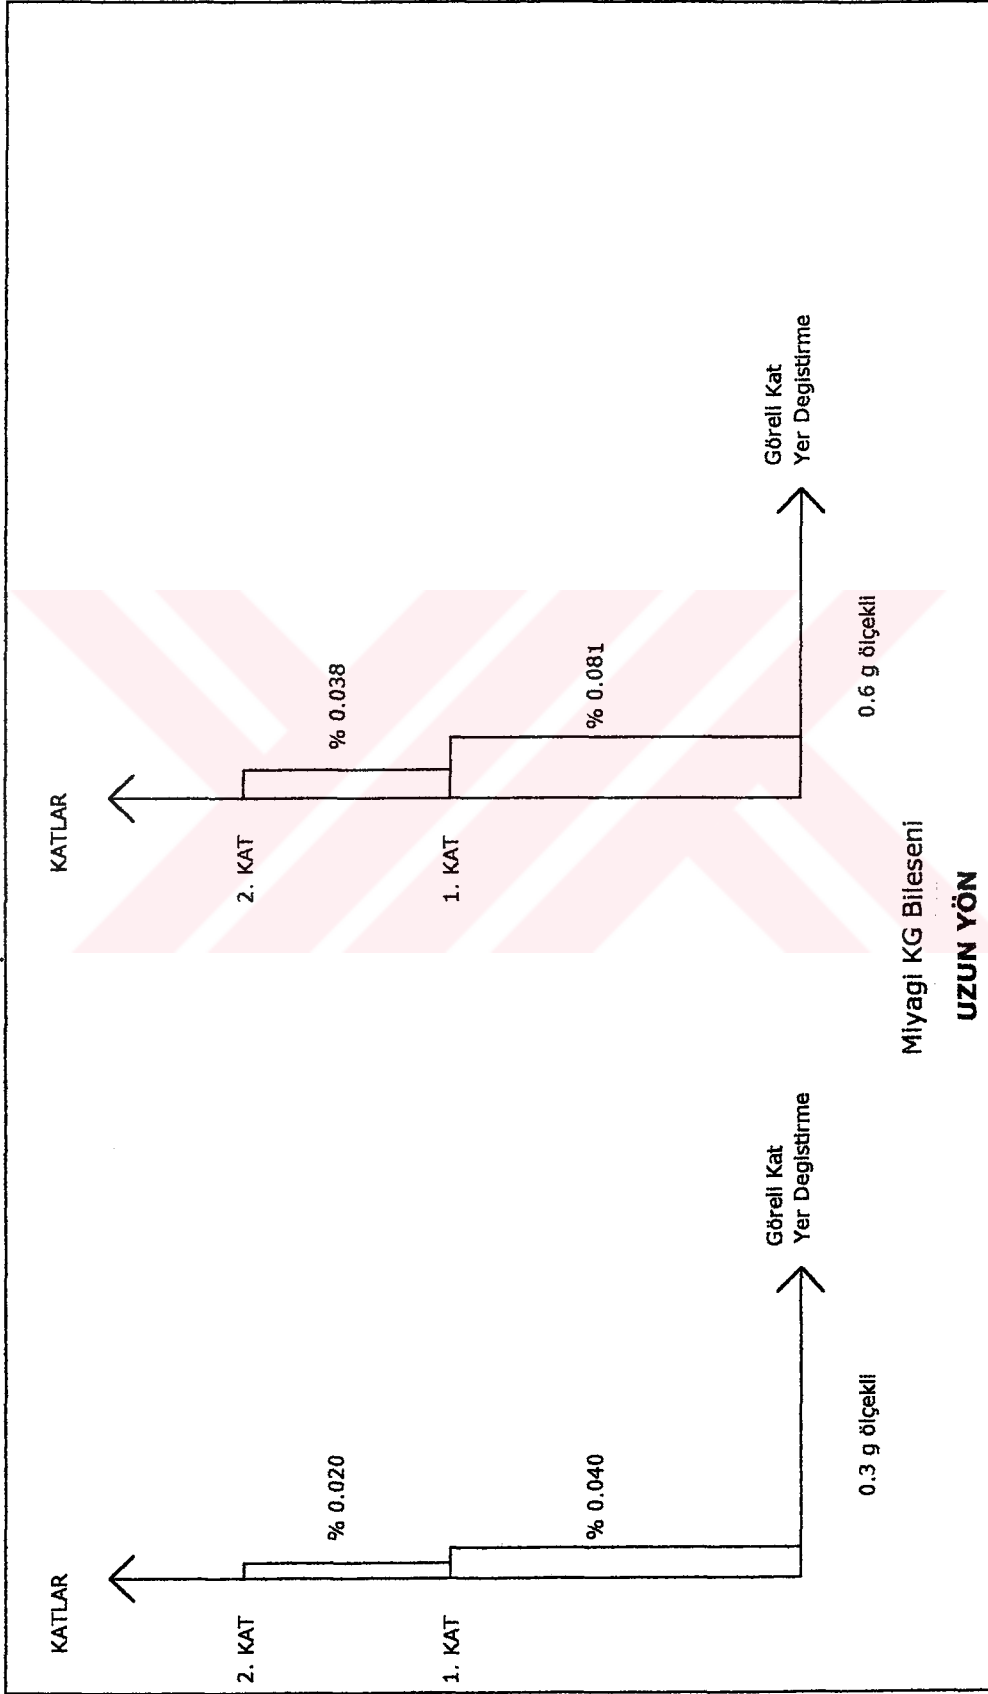 KATLAR
2. KAT
% 0.020
1. KAT
% 0.040
Göreli Kat
Yer Degistirme
0.3 g ölçekli
KATLAR
2. KAT
% 0.038
1. KAT
% 0.081
Göreli Kat
Yer Degistirme
0.6 g ölçekli
Miyagi KG Bileseni
UZUN YÖN